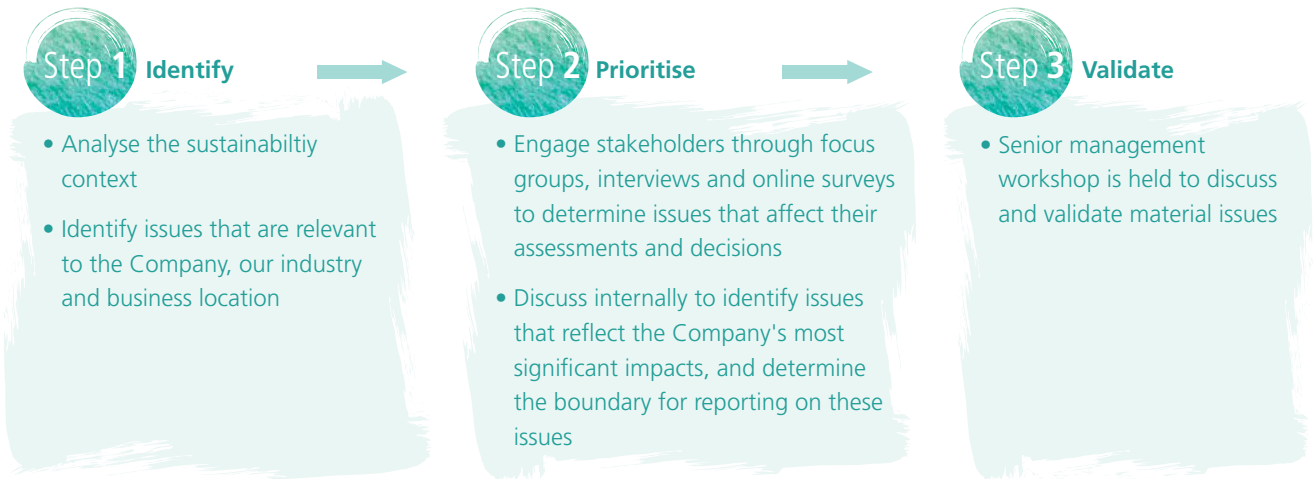 Step 1 Identify
• Analyse the sustainabiltiy
context
• Identify issues that are relevant
to the Company, our industry
and business location
Step 2 Prioritise
• Engage stakeholders through focus
groups, interviews and online surveys
to determine issues that affect their
assessments and decisions
• Discuss internally to identify issues
that reflect the Company's most
significant impacts, and determine
the boundary for reporting on these
issues
Step 3 Validate
• Senior management
workshop is held to discuss
and validate material issues